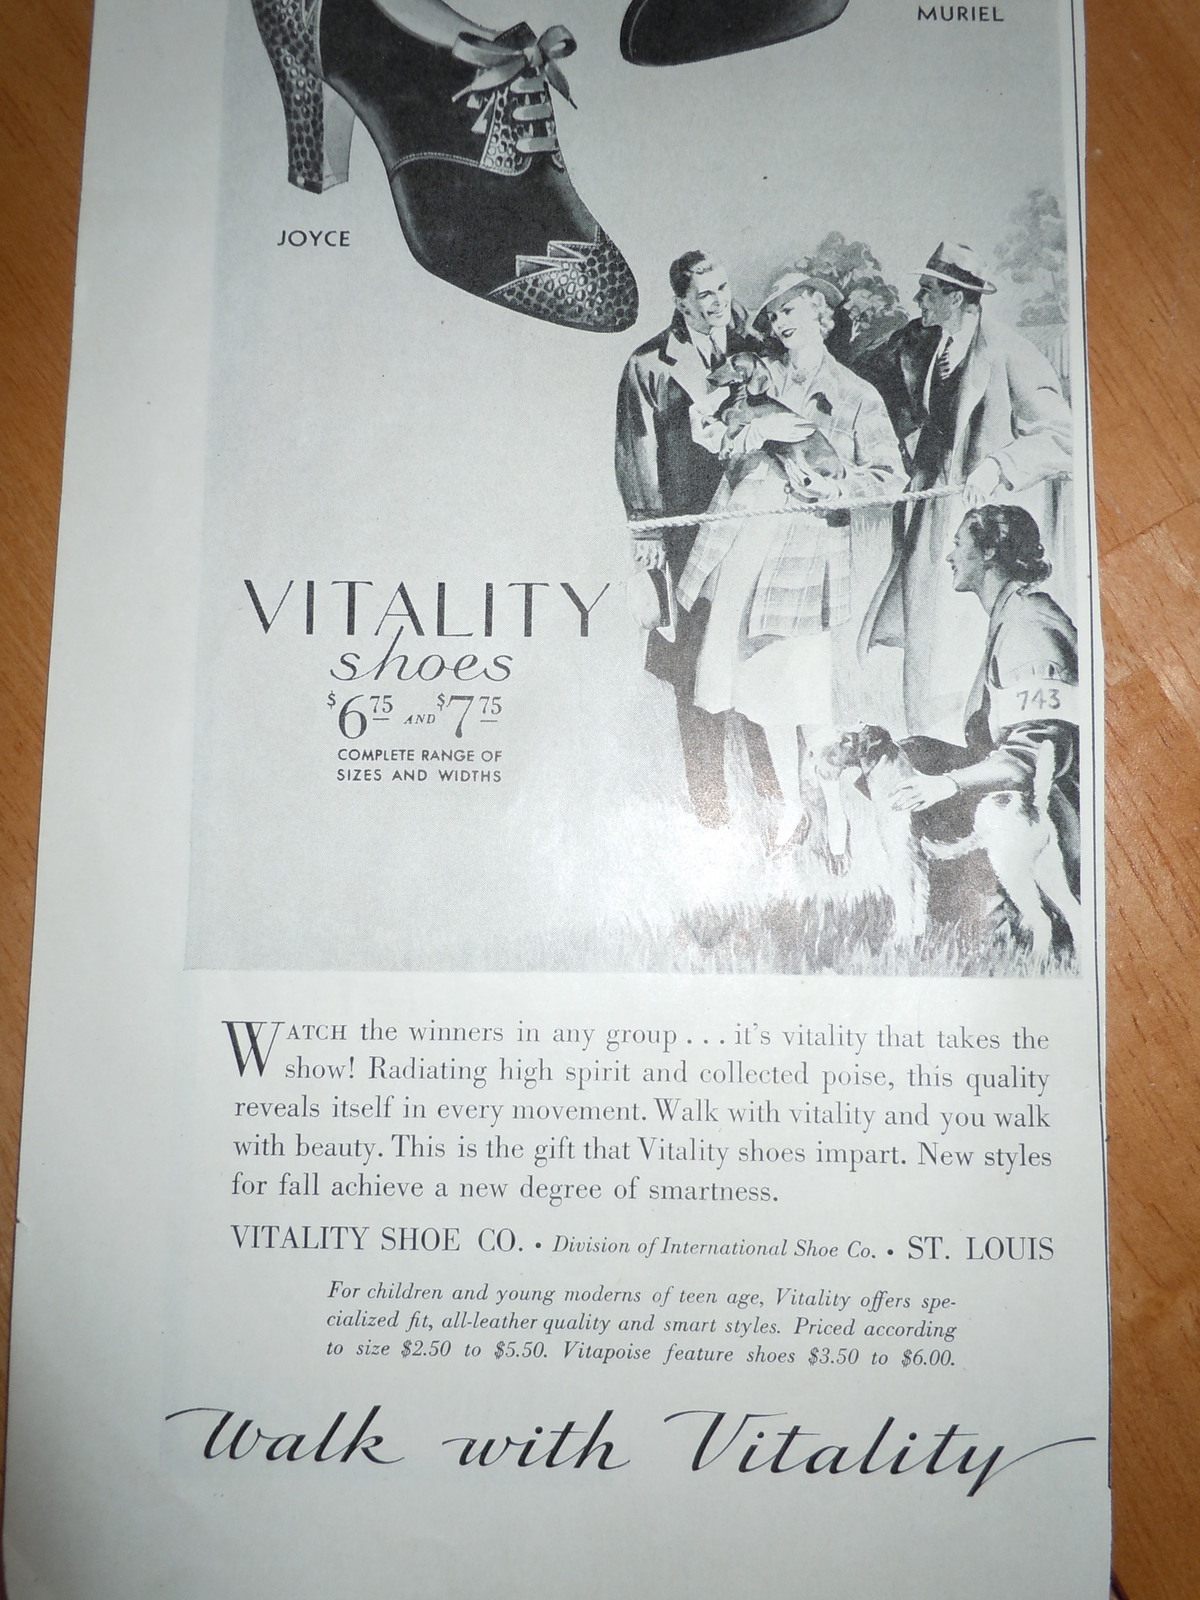 MURIEL
JOYCE
VITALITY
shoes
$6.75 AND $7.75
COMPLETE RANGE OF
SIZES AND WIDTHS
743
WATCH the winners in any group . . . it's vitality that takes the
show! Radiating high spirit and collected poise, this quality
reveals itself in every movement. Walk with vitality and you walk
with beauty. This is the gift that Vitality shoes impart. New styles
for fall achieve a new degree of smartness.
VITALITY SHOE CO. • Division of International Shoe Co. • ST. LOUIS
For children and young moderns of teen age, Vitality offers spe-
cialized fit, all-leather quality and smart styles. Priced according
to size $2.50 to $5.50. Vitapoise feature shoes $3.50 to $6.00.
Walk with Vitality